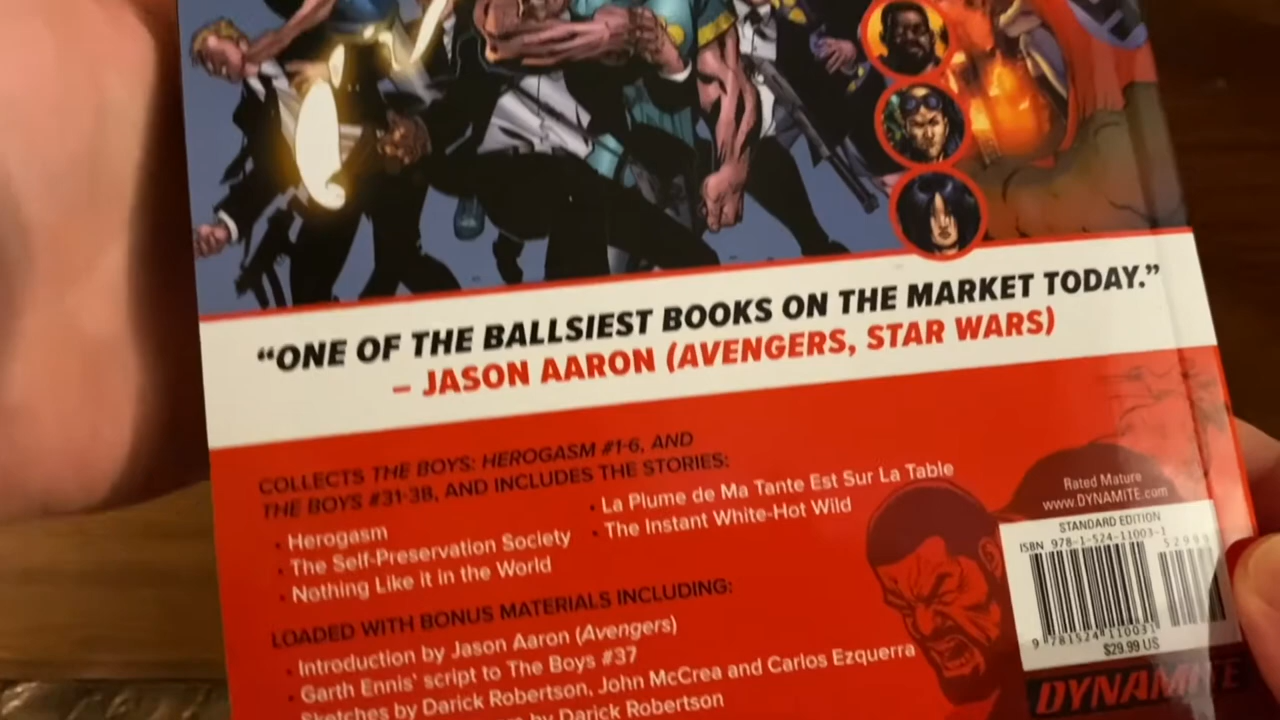 “ONE OF THE BALLSIEST BOOKS ON THE MARKET TODAY.”
– JASON AARON (AVENGERS, STAR WARS)
COLLECTS THE BOYS: HEROGASM #1-6, AND
THE BOYS #31-38, AND INCLUDES THE STORIES:
· Herogasm
· The Self-Preservation Society
· Nothing Like it in the World
· La Plume de Ma Tante Est Sur La Table
· The Instant White-Hot Wild
LOADED WITH BONUS MATERIALS INCLUDING:
· Introduction by Jason Aaron (Avengers)
· Garth Ennis' script to The Boys #37
· Sketches by Darick Robertson, John McCrea and Carlos Ezquerra
by Darick Robertson
Rated Mature
www.DYNAMITE.com
STANDARD EDITION
ISBN 978-1-524-11003-1
52999
9 781524 110031
$29.99 US
DYNAMITE